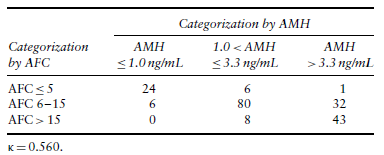 Categorization by AMH
Categorization AMH 1.0 < AMH AMH
by AFC ≤ 1.0 ng/mL ≤ 3.3 ng/mL > 3.3 ng/mL
AFC ≤ 5 24 6 1
AFC 6–15 6 80 32
AFC > 15 0 8 43
κ = 0.560.